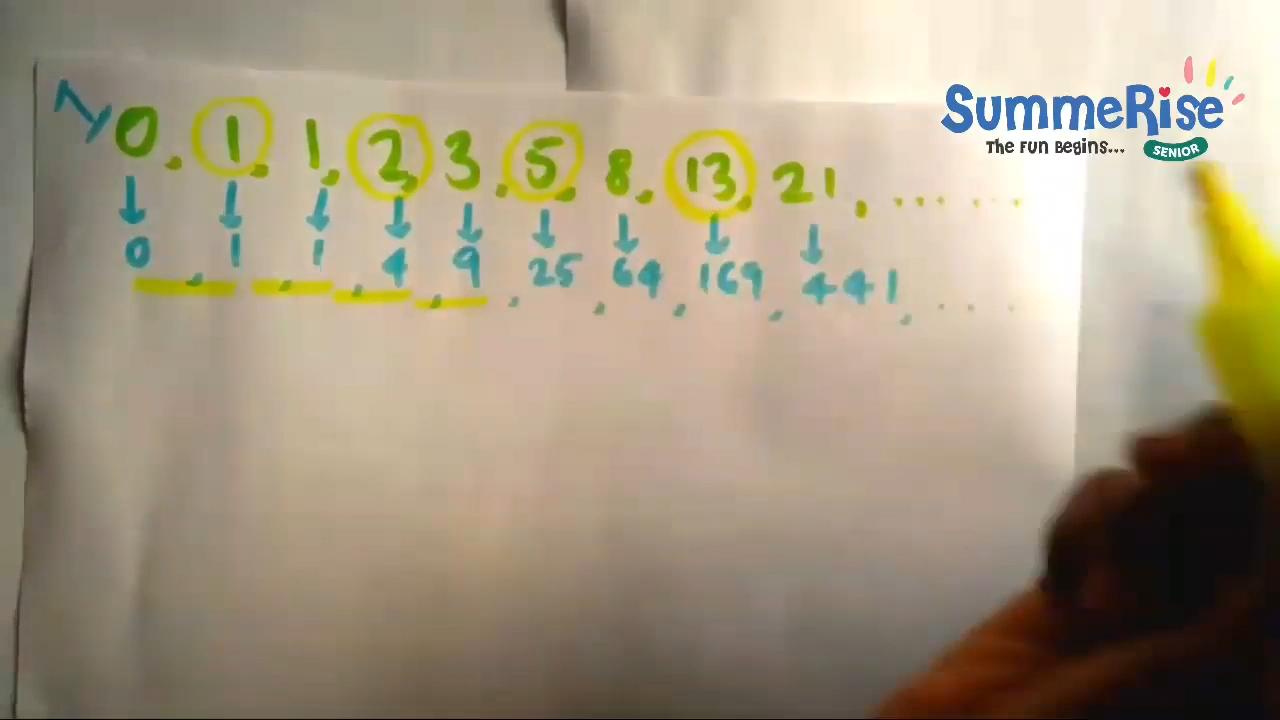 0, 1, 1, 2, 3, 5, 8, 13, 21, ......
0, 1, 1, 4, 9, 25, 64, 169, 441, ...
SummeRise
The Fun Begins...
SENIOR